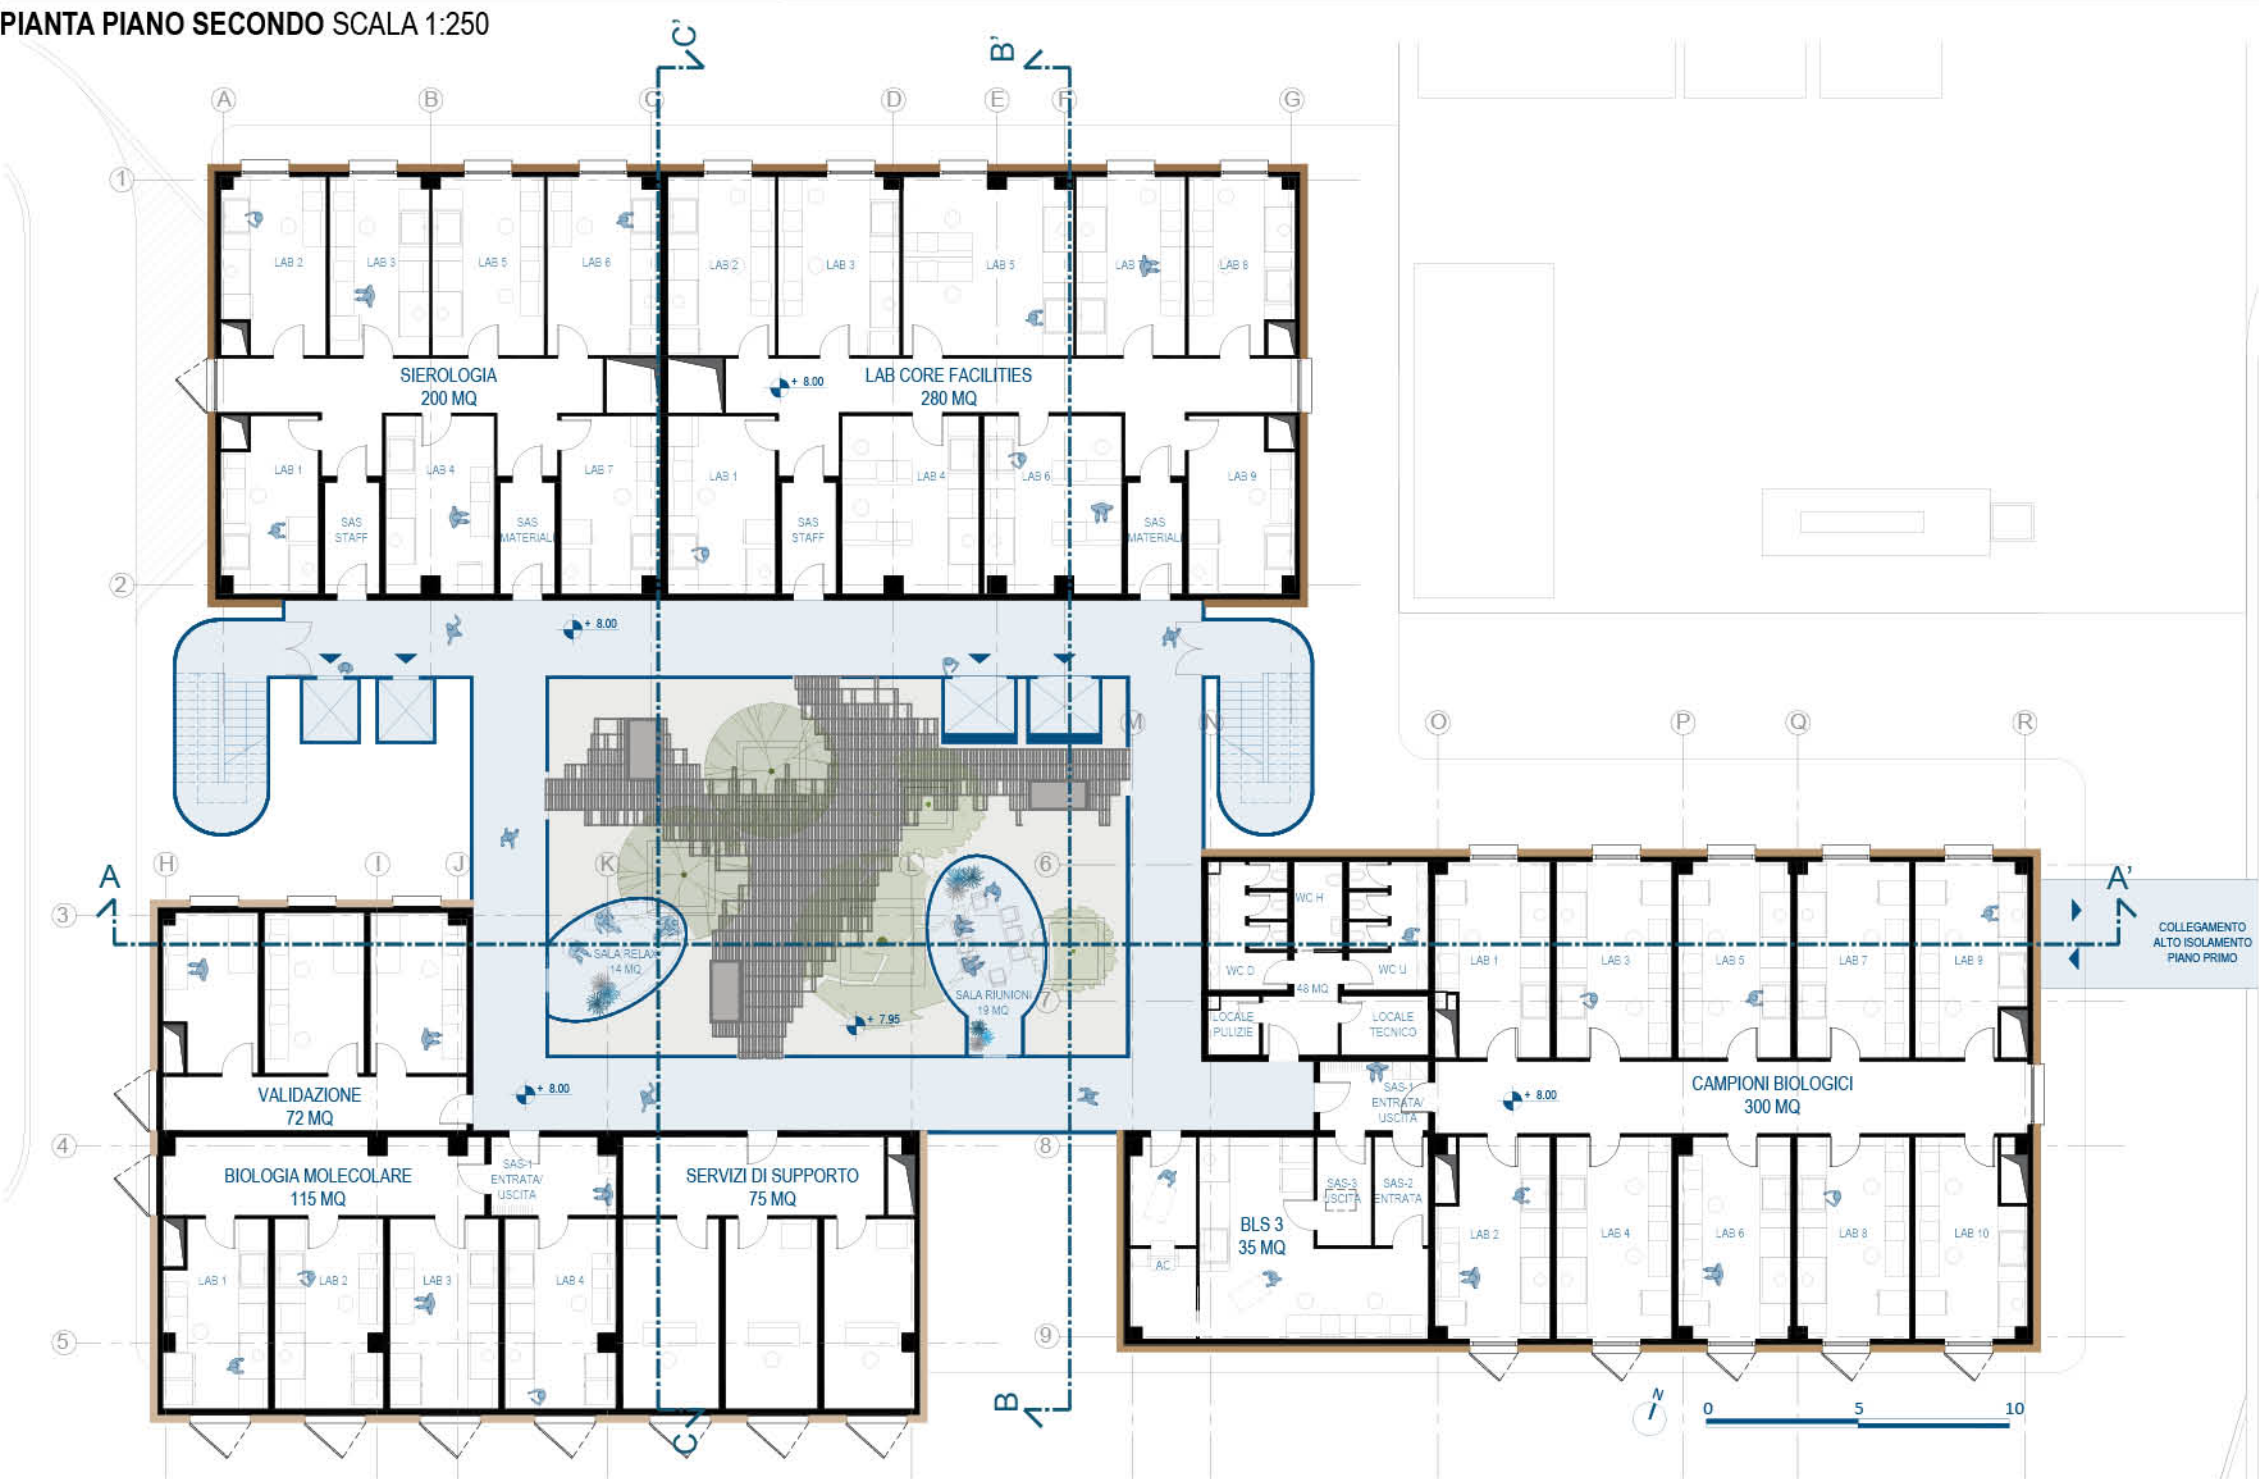 PIANTA PIANO SECONDO SCALA 1:250
C'
B'
A
B
C
D
E
F
G
1
LAB 2
LAB 3
LAB 5
LAB 6
LAB 2
LAB 3
LAB 5
LAB
LAB 8
SIEROLOGIA
200 MQ
+ 8.00
LAB CORE FACILITIES
280 MQ
LAB 1
LAB 4
LAB 7
LAB 1
LAB 4
LAB 6
LAB 9
SAS
STAFF
SAS
MATERIALI
SAS
STAFF
SAS
MATERIALI
2
+ 8.00
M
N
O
P
Q
R
H
I
J
K
L
6
A
A'
3
SALA RELAX
14 MQ
SALA RIUNIONI
19 MQ
7
+ 7.95
WC H
WC D
WC U
48 MQ
LOCALE
PULIZIE
LOCALE
TECNICO
LAB 1
LAB 3
LAB 5
LAB 7
LAB 9
COLLEGAMENTO
ALTO ISOLAMENTO
PIANO PRIMO
VALIDAZIONE
72 MQ
+ 8.00
SAS-1
ENTRATA/
USCITA
+ 8.00
CAMPIONI BIOLOGICI
300 MQ
4
8
BIOLOGIA MOLECOLARE
115 MQ
SAS-1
ENTRATA/
USCITA
SERVIZI DI SUPPORTO
75 MQ
BLS 3
35 MQ
SAS-3
USCITA
SAS-2
ENTRATA
AC
LAB 2
LAB 4
LAB 6
LAB 8
LAB 10
LAB 1
LAB 2
LAB 3
LAB 4
5
9
B
C
N
0
5
10